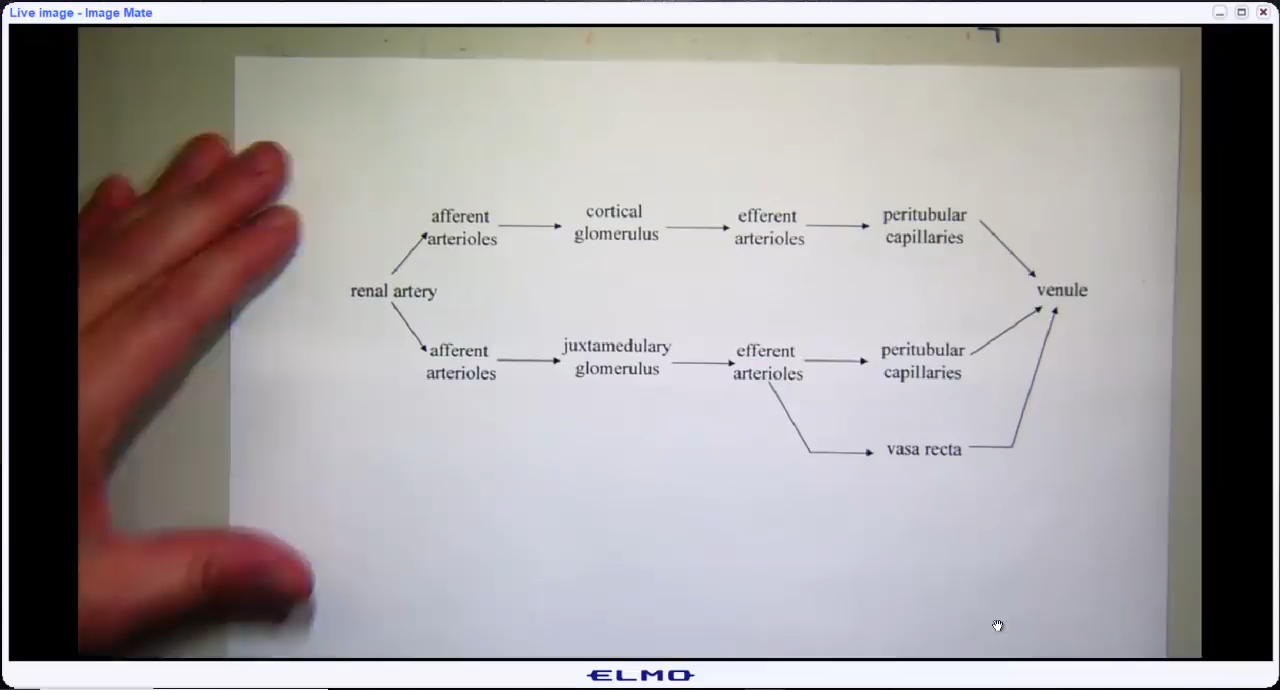 Live image - Image Mate
afferent
arterioles
cortical
glomerulus
efferent
arterioles
peritubular
capillaries
renal artery
venule
afferent
arterioles
juxtamedulary
glomerulus
efferent
arterioles
peritubular
capillaries
vasa recta
ELMO